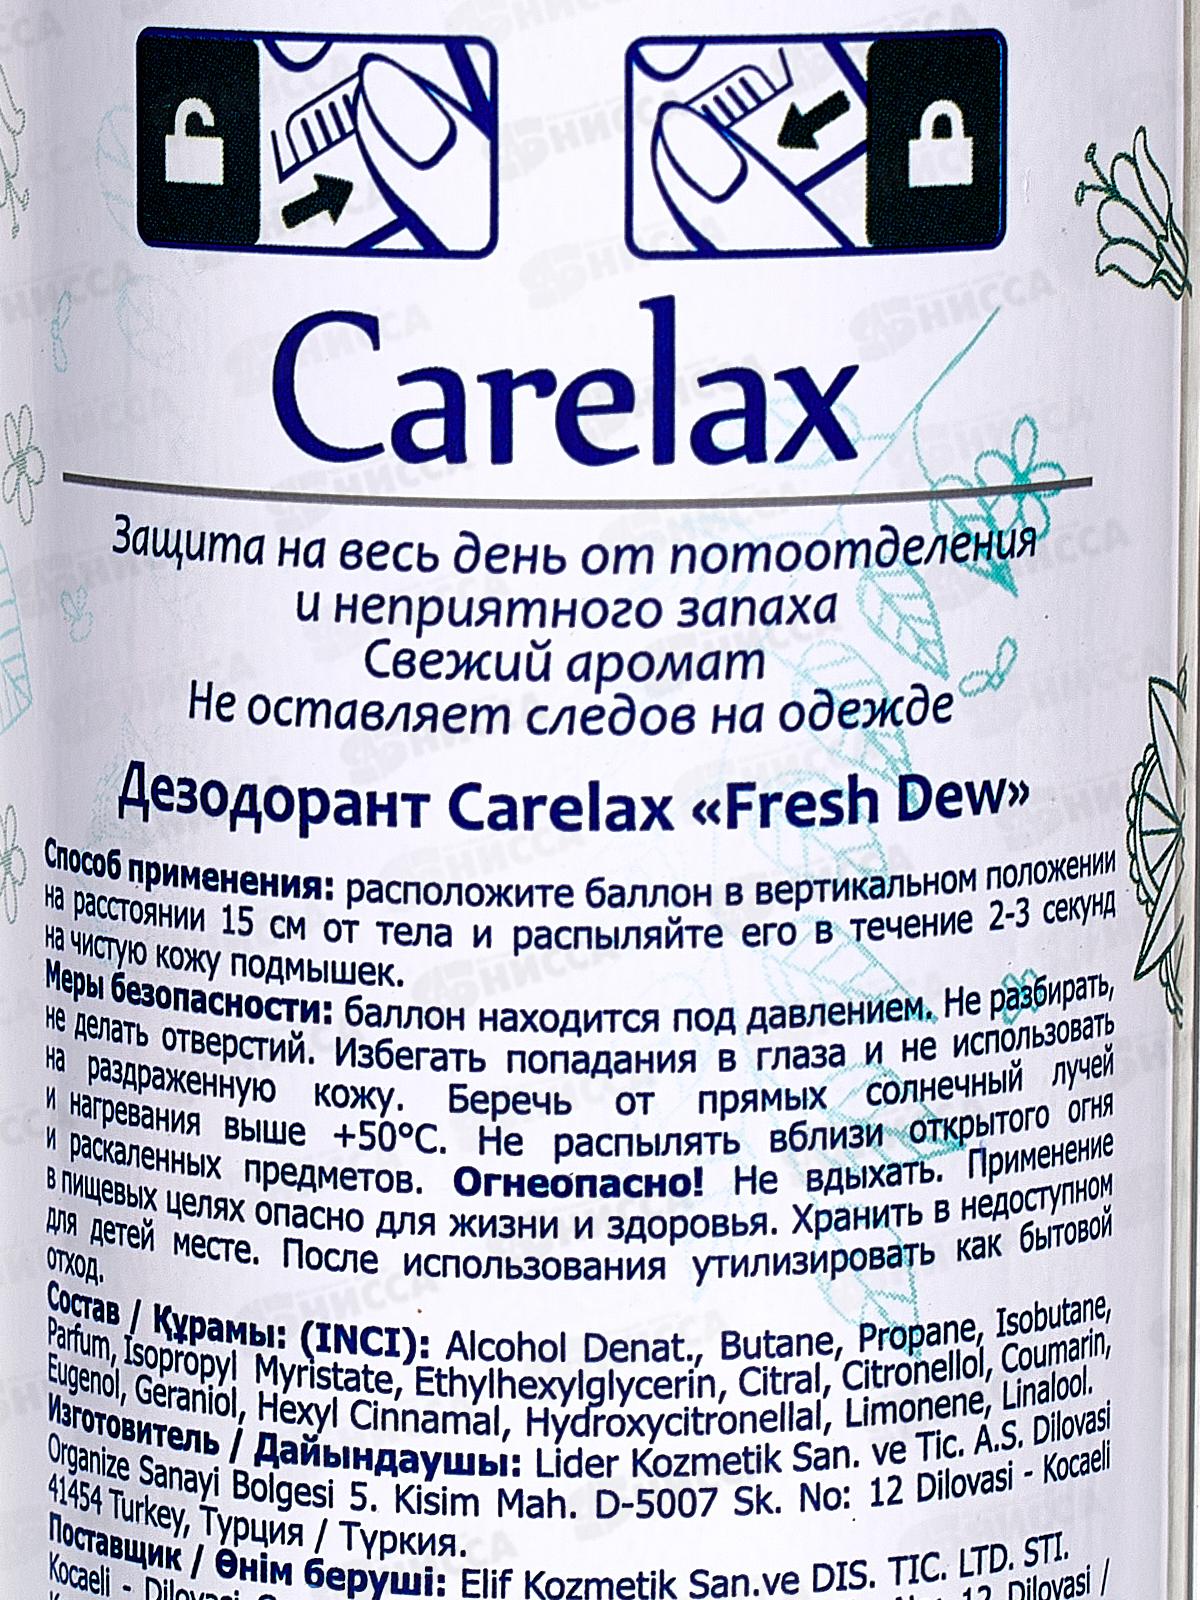 Carelax
Защита на весь день от потоотделения
и неприятного запаха
Свежий аромат
Не оставляет следов на одежде
Дезодорант Carelax «Fresh Dew»
Способ применения: расположите баллон в вертикальном положении
на расстоянии 15 см от тела и распыляйте его в течение 2-3 секунд
на чистую кожу подмышек.
Меры безопасности: баллон находится под давлением. Не разбирать,
не делать отверстий. Избегать попадания в глаза и не использовать
на раздраженную кожу. Беречь от прямых солнечный лучей
и нагревания выше +50°C. Не распылять вблизи открытого огня
и раскаленных предметов. Огнеопасно! Не вдыхать. Применение
в пищевых целях опасно для жизни и здоровья. Хранить в недоступном
для детей месте. После использования утилизировать как бытовой
отход.
Состав / Құрамы: (INCI): Alcohol Denat., Butane, Propane, Isobutane,
Parfum, Isopropyl Myristate, Ethylhexylglycerin, Citral, Citronellol, Coumarin,
Eugenol, Geraniol, Hexyl Cinnamal, Hydroxycitronellal, Limonene, Linalool.
Изготовитель / Дайындаушы: Lider Kozmetik San. ve Tic. A.S. Dilovasi
Organize Sanayi Bolgesi 5. Kisim Mah. D-5007 Sk. No: 12 Dilovasi - Kocaeli
41454 Turkey, Турция / Түркия.
Поставщик / Өнім беруші: Elif Kozmetik San.ve DIS. TIC. LTD. STI.
Kocaeli - Dilovasi 12 Dilovasi /